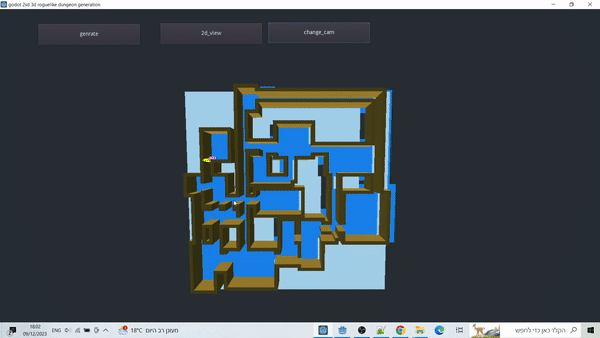 godot 2xd 3d roguelike dungeon generation
genrate
2d_view
change_cam
18:02
09/12/2023
ENG
18°C מעונן רב היום
הקלד כאן כדי לחפש